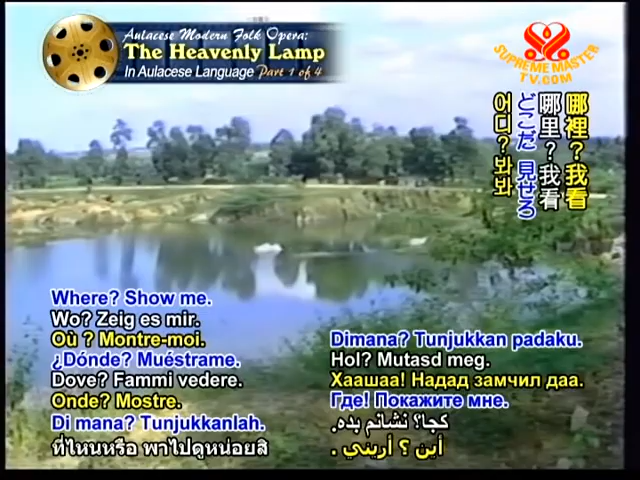 Aulacese Modern Folk Opera:
The Heavenly Lamp
In Aulacese Language Part 1 of 4
SUPREME MASTER
TV.COM
哪裡？我看
哪里？我看
どこだ 見せろ
어디? 봐봐
Where? Show me.
Wo? Zeig es mir.
Où ? Montre-moi.
¿Dónde? Muéstrame.
Dove? Fammi vedere.
Onde? Mostre.
Di mana? Tunjukkanlah.
ที่ไหนหรือ พาไปดูหน่อยสิ
Dimana? Tunjukkan padaku.
Hol? Mutasd meg.
Хаашаа! Надад замчил даа.
Где! Покажите мне.
کجا؟ نشانم بده.
أين ؟ أريني .